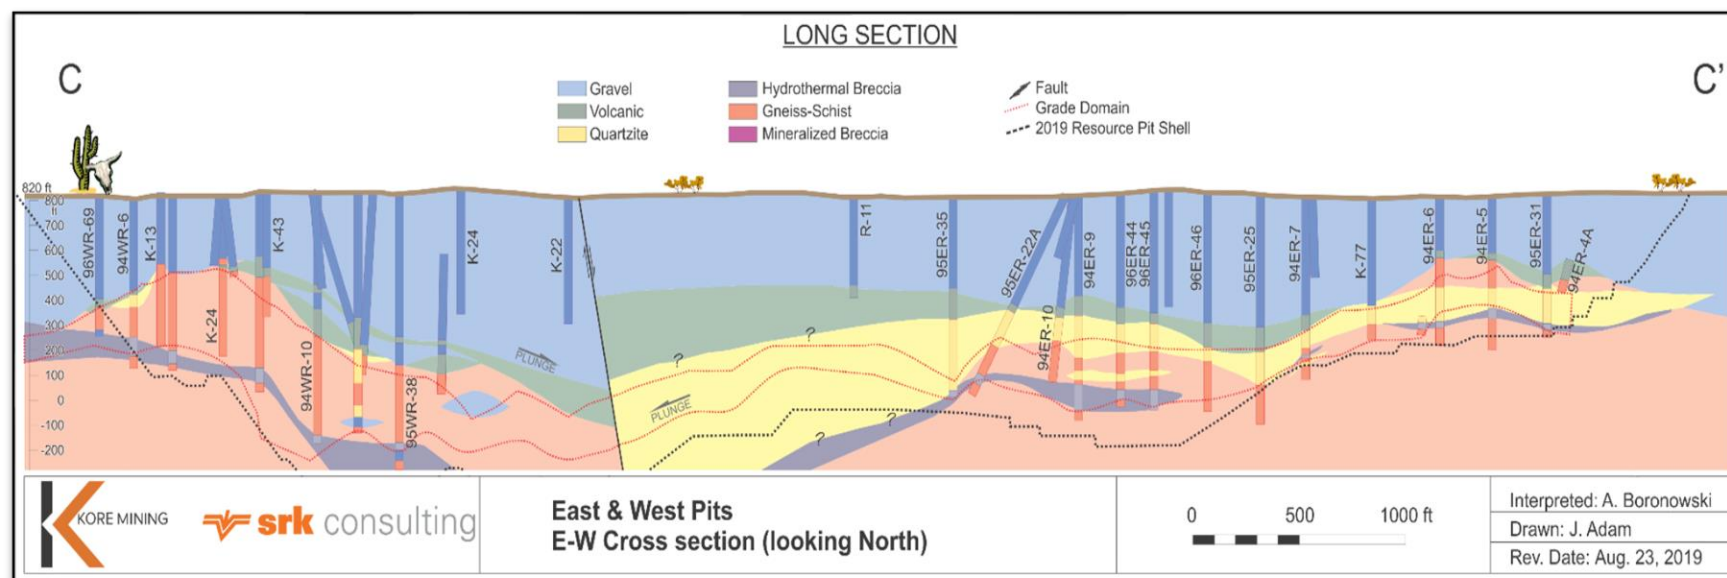 LONG SECTION
C
C'
Gravel
Volcanic
Quartzite
Hydrothermal Breccia
Gneiss-Schist
Mineralized Breccia
Fault
Grade Domain
2019 Resource Pit Shell
820 ft
800
ft
700
600
500
400
300
200
100
0
-100
-200
96WR-69
94WR-6
K-13
K-24
K-43
94WR-10
95WR-38
K-24
K-22
PLUNGE
PLUNGE
?
?
?
?
R-11
95ER-35
95ER-22A
94ER-10
94ER-9
96ER-44
96ER-45
96ER-46
95ER-25
94ER-7
K-77
94ER-6
94ER-5
95ER-31
94ER-4A
KORE MINING
srk consulting
East & West Pits
E-W Cross section (looking North)
0 500 1000 ft
Interpreted: A. Boronowski
Drawn: J. Adam
Rev. Date: Aug. 23, 2019